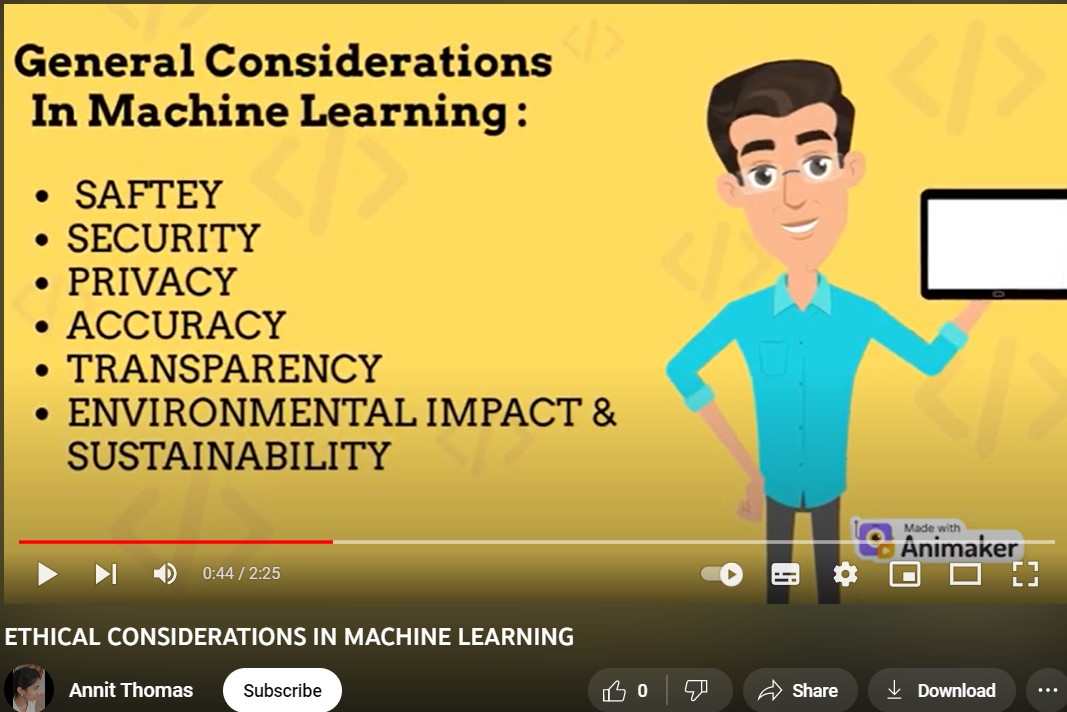 General Considerations
In Machine Learning :
• SAFTEY
• SECURITY
• PRIVACY
• ACCURACY
• TRANSPARENCY
• ENVIRONMENTAL IMPACT &
SUSTAINABILITY
Made with
Animaker
0:44 / 2:25
ETHICAL CONSIDERATIONS IN MACHINE LEARNING
Annit Thomas
Subscribe
0
Share
Download